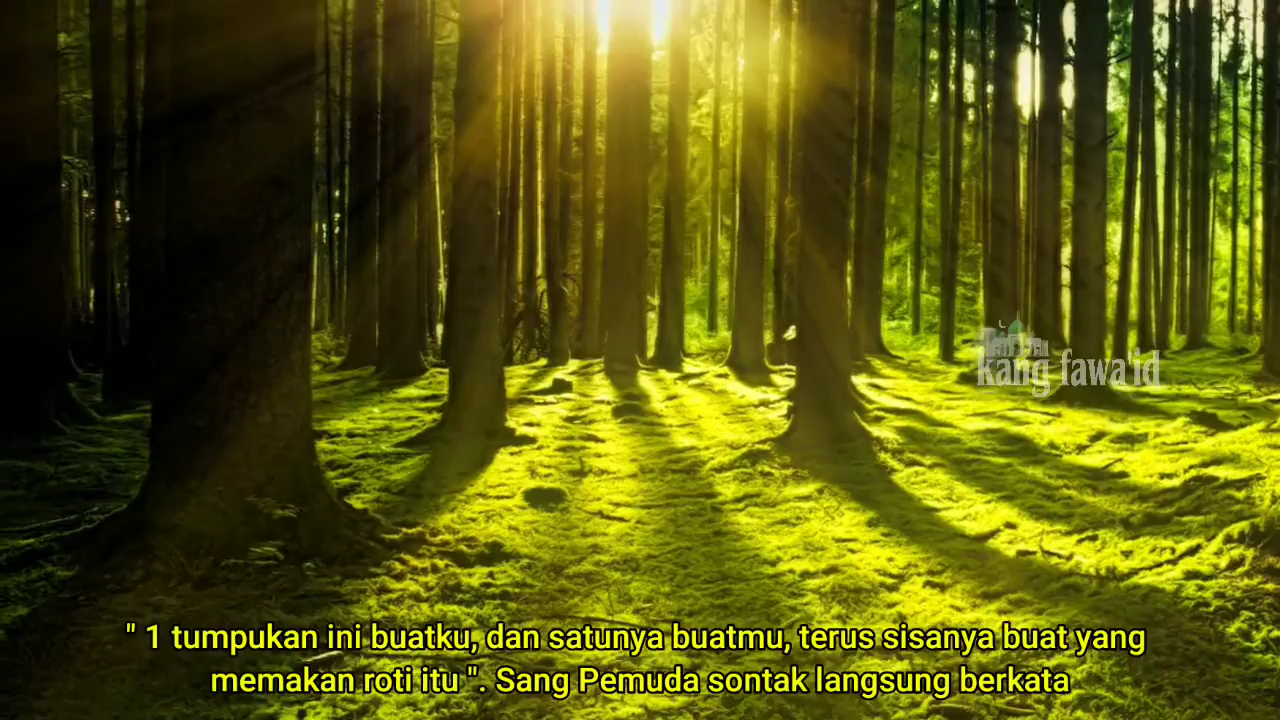 kang fawa'id
" 1 tumpukan ini buatku, dan satunya buatmu, terus sisanya buat yang
memakan roti itu ". Sang Pemuda sontak langsung berkata